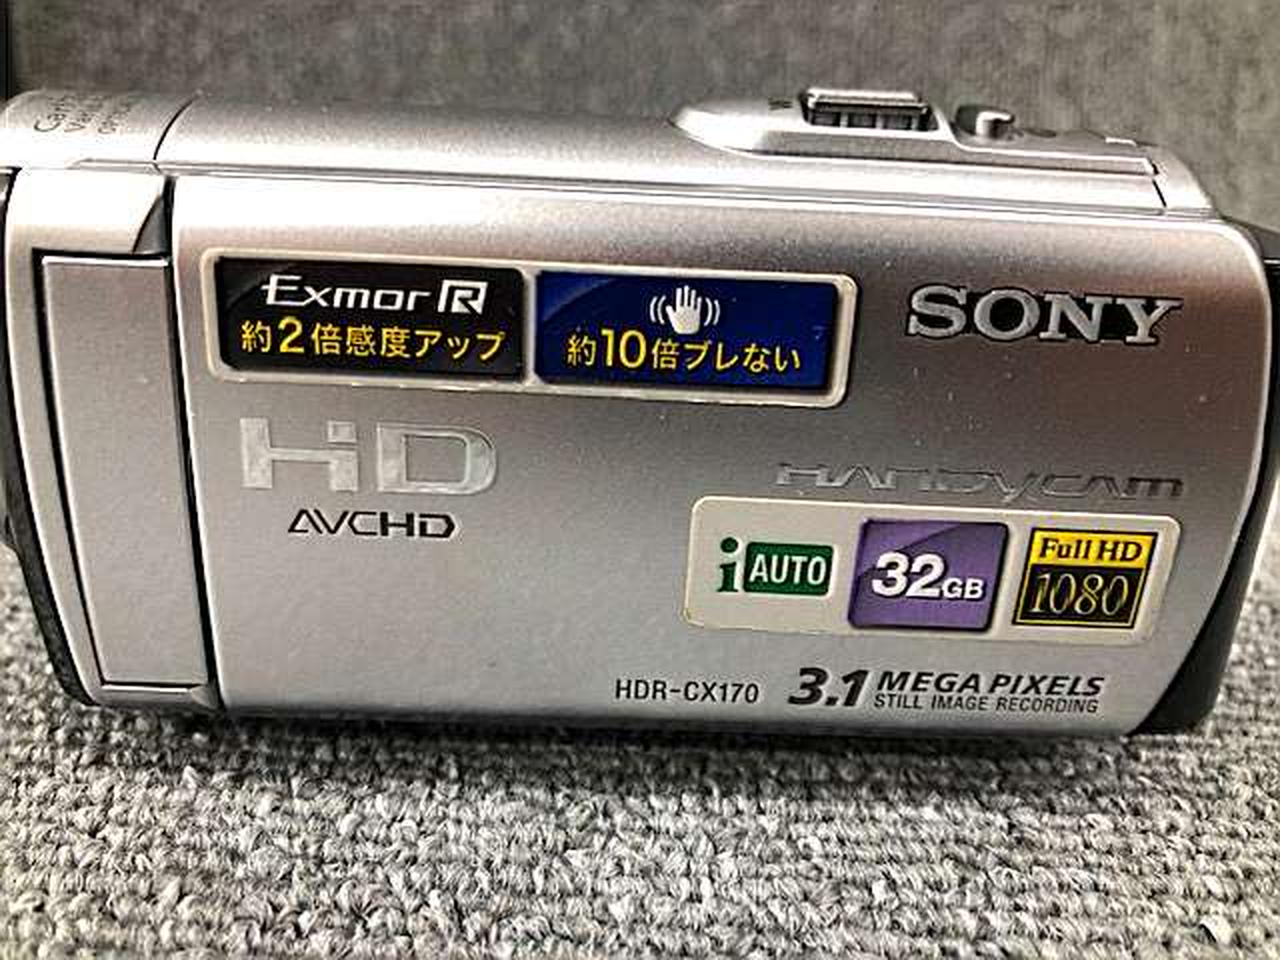 Exmor R
約2倍感度アップ
約10倍ブレない
SONY
HD
AVCHD
HANDYCAM
iAUTO
32GB
Full HD
1080
HDR-CX170
3.1 MEGA PIXELS
STILL IMAGE RECORDING